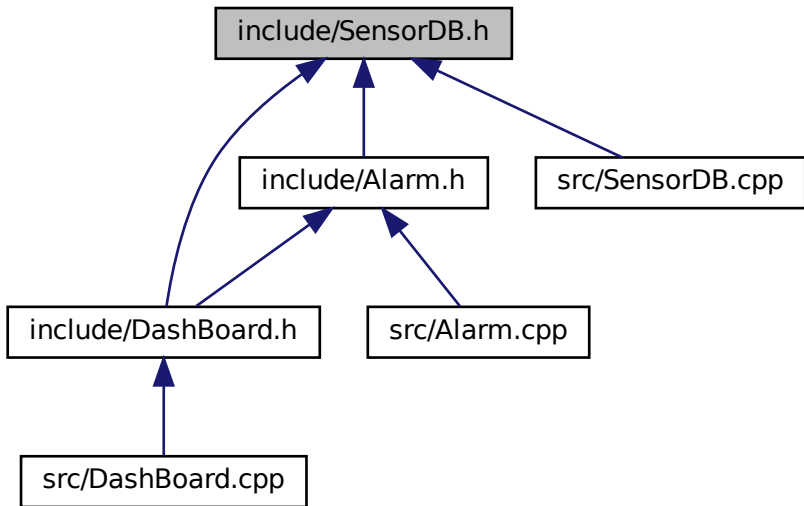 include/SensorDB.h
include/Alarm.h
src/SensorDB.cpp
include/DashBoard.h
src/Alarm.cpp
src/DashBoard.cpp